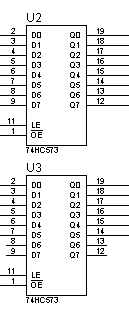 U2
2 D0 Q0 19
3 D1 Q1 18
4 D2 Q2 17
5 D3 Q3 16
6 D4 Q4 15
7 D5 Q5 14
8 D6 Q6 13
9 D7 Q7 12
11 LE
1 OE
74HC573
U3
2 D0 Q0 19
3 D1 Q1 18
4 D2 Q2 17
5 D3 Q3 16
6 D4 Q4 15
7 D5 Q5 14
8 D6 Q6 13
9 D7 Q7 12
11 LE
1 OE
74HC573